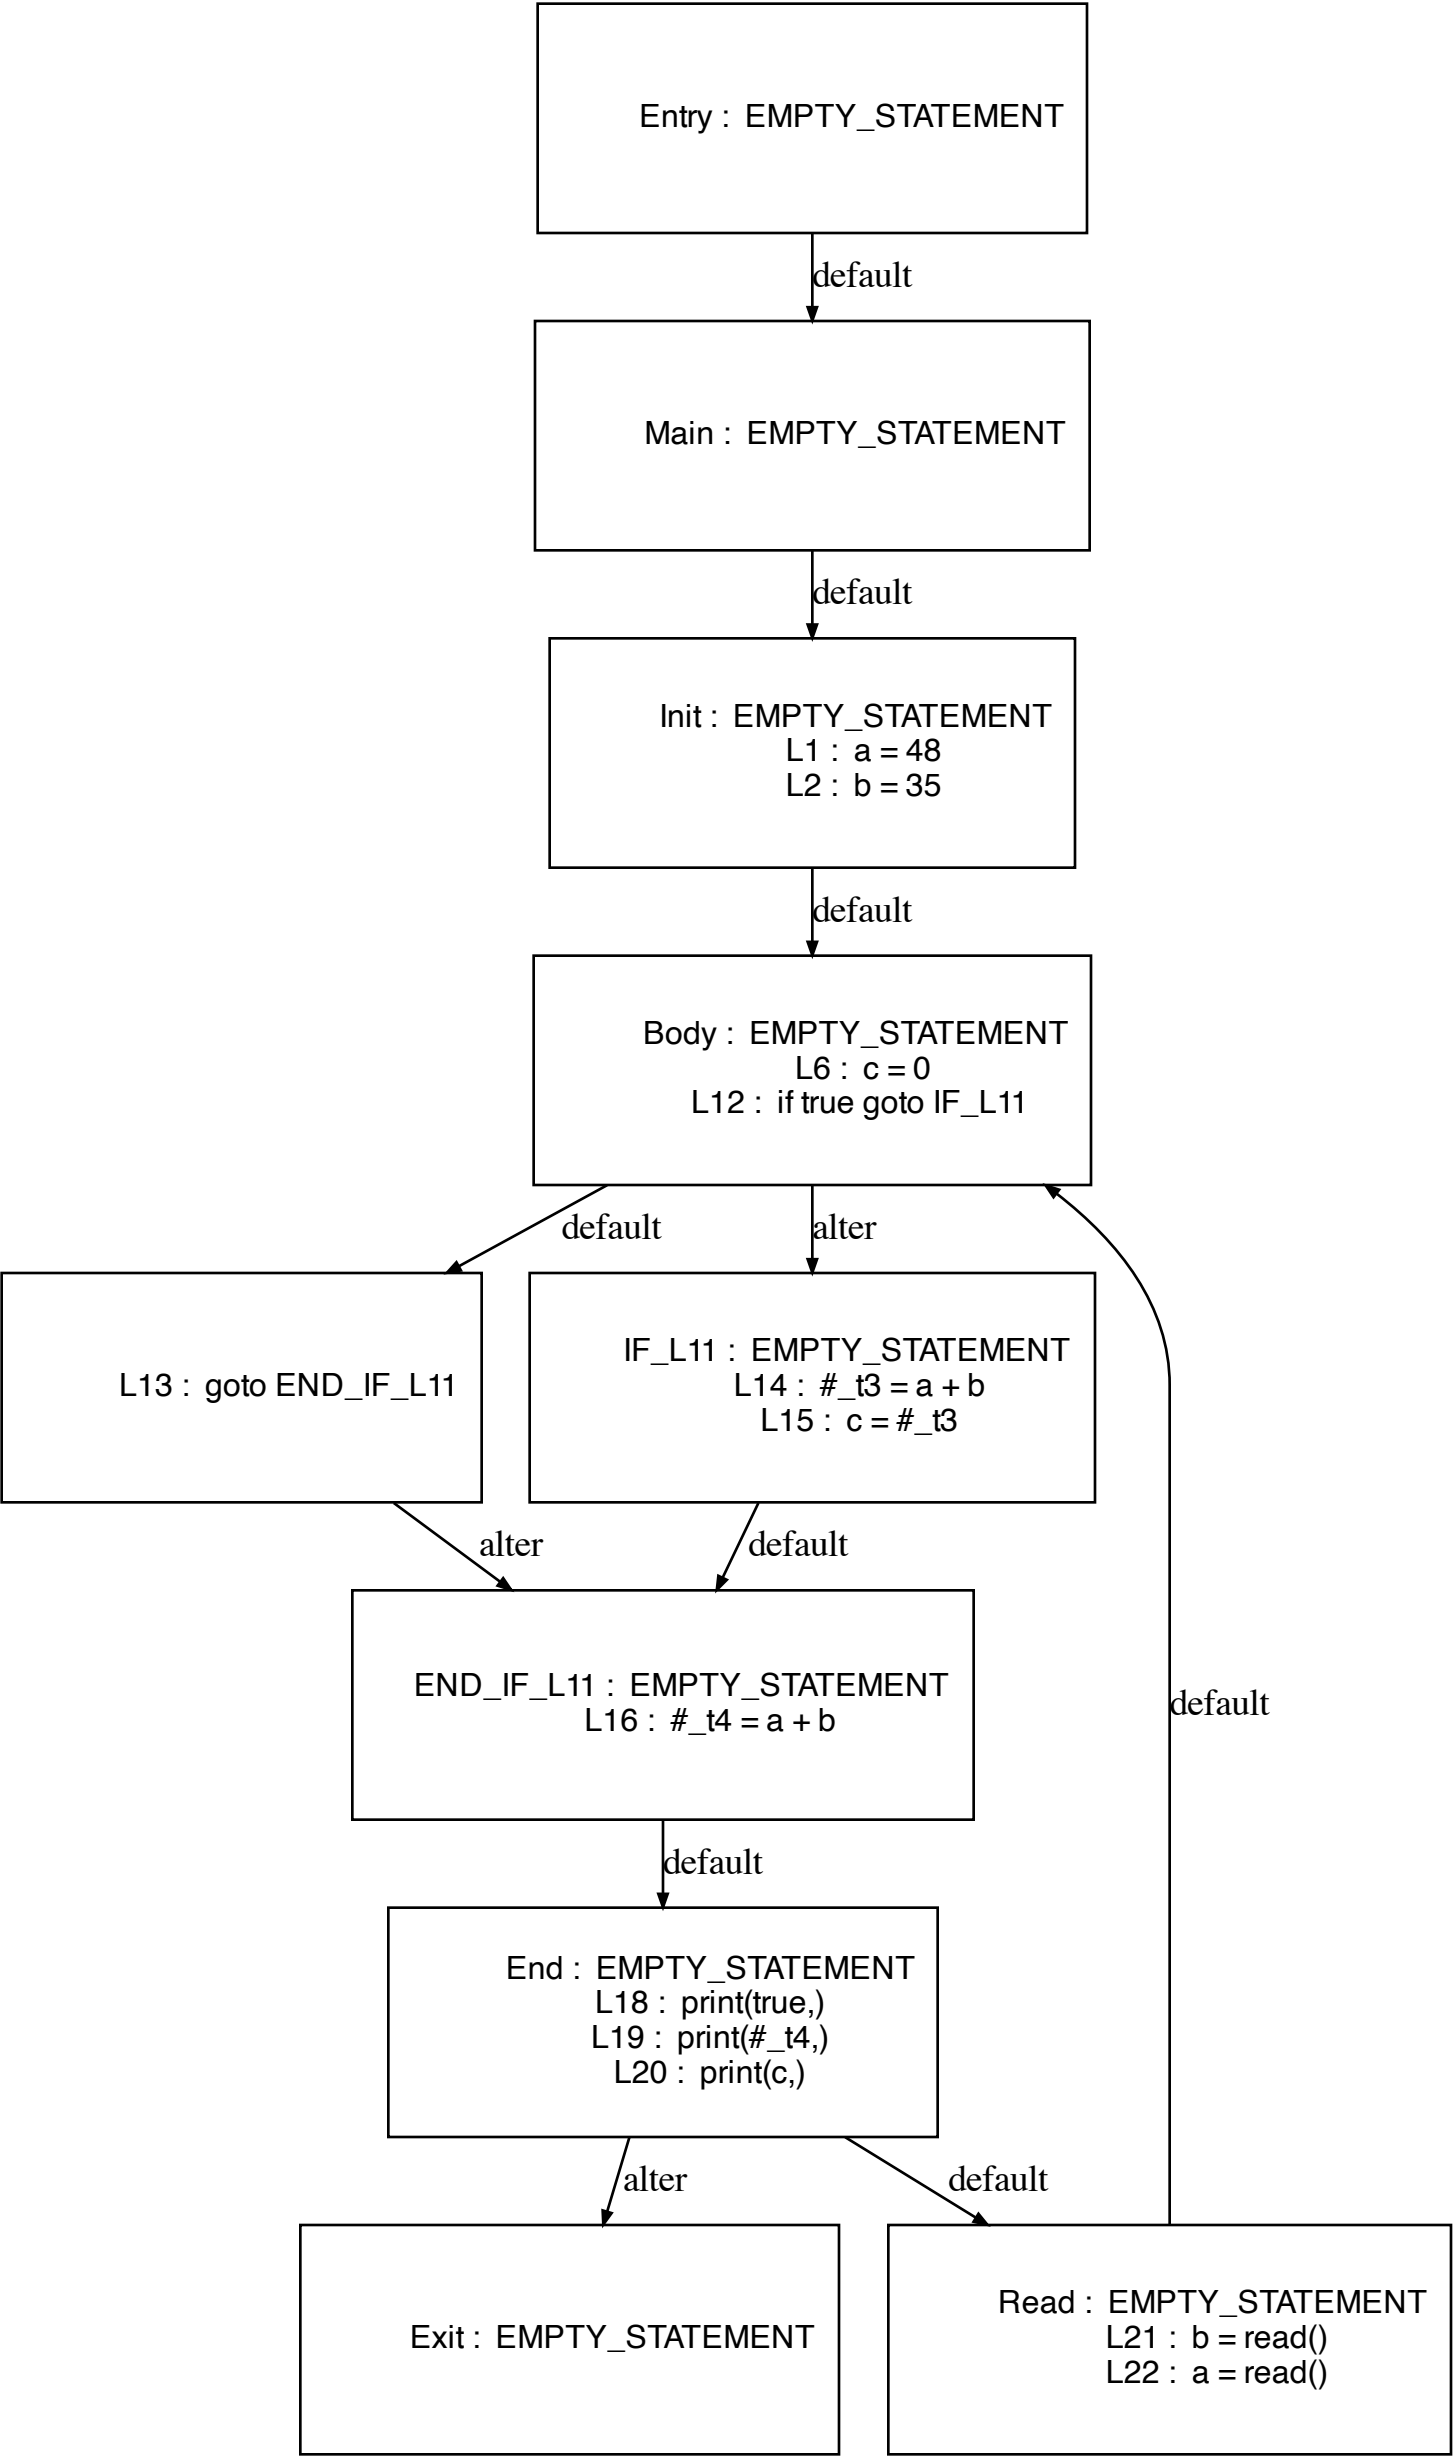 Entry : EMPTY_STATEMENT
default
Main : EMPTY_STATEMENT
default
Init : EMPTY_STATEMENT
L1 : a = 48
L2 : b = 35
default
Body : EMPTY_STATEMENT
L6 : c = 0
L12 : if true goto IF_L11
default
alter
L13 : goto END_IF_L11
IF_L11 : EMPTY_STATEMENT
L14 : #_t3 = a + b
L15 : c = #_t3
alter
default
END_IF_L11 : EMPTY_STATEMENT
L16 : #_t4 = a + b
default
default
End : EMPTY_STATEMENT
L18 : print(true,)
L19 : print(#_t4,)
L20 : print(c,)
alter
default
Exit : EMPTY_STATEMENT
Read : EMPTY_STATEMENT
L21 : b = read()
L22 : a = read()